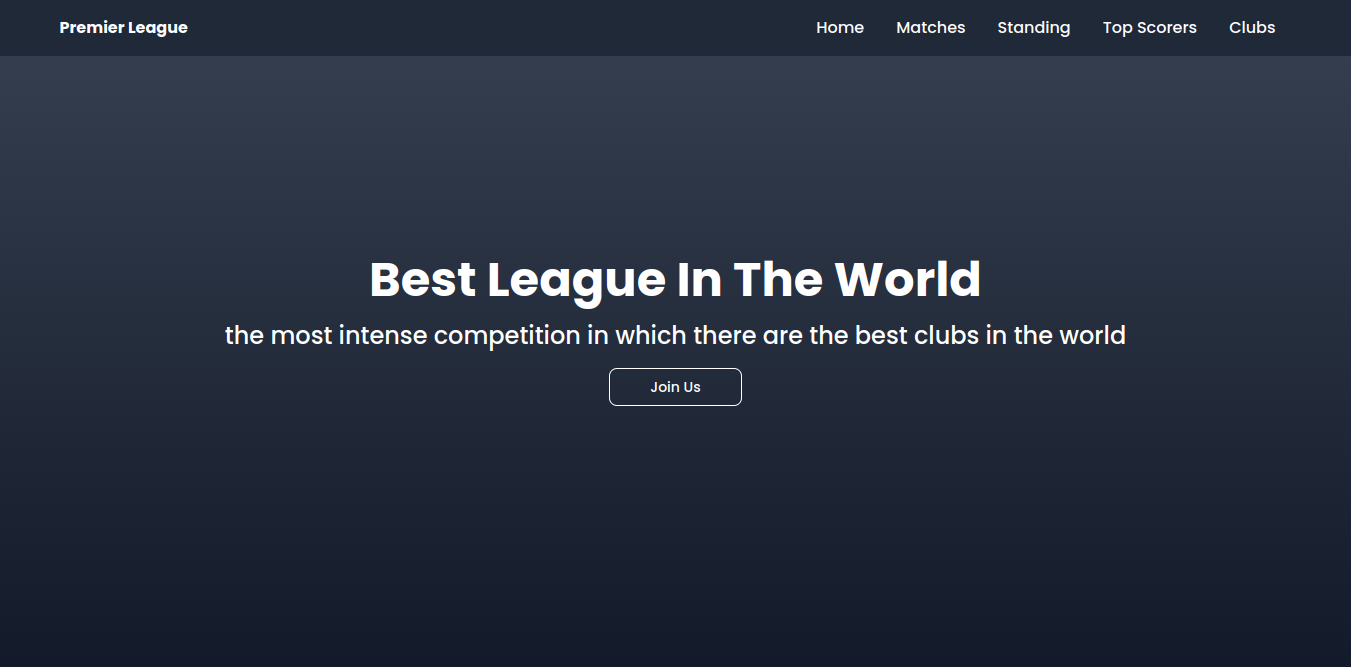 Premier League
Home Matches Standing Top Scorers Clubs
Best League In The World
the most intense competition in which there are the best clubs in the world
Join Us